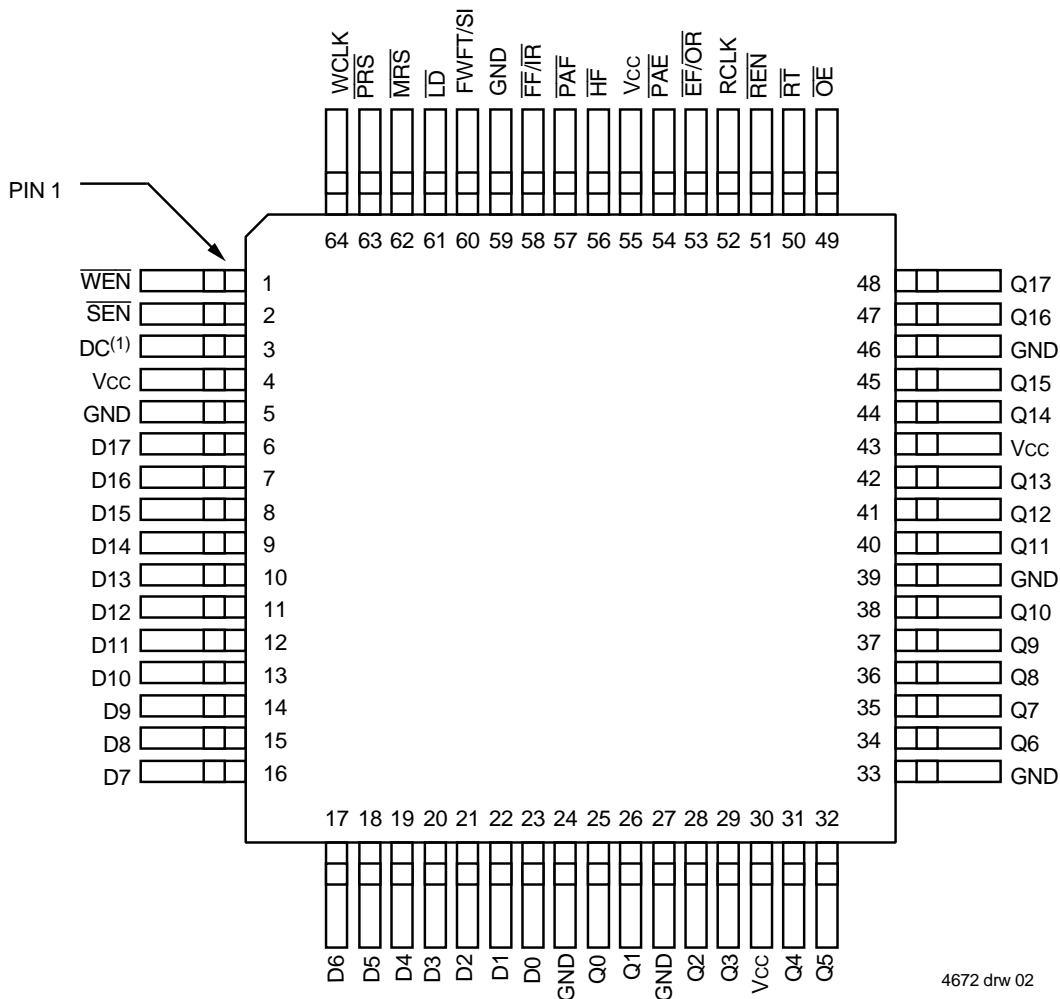 WCLK
PRS
MRS
LD
FWFT/SI
GND
FF/IR
PAF
HF
Vcc
PAE
EF/OR
RCLK
REN
RT
OE
PIN 1
64 63 62 61 60 59 58 57 56 55 54 53 52 51 50 49
WEN 1
SEN 2
DC(1) 3
VCC 4
GND 5
D17 6
D16 7
D15 8
D14 9
D13 10
D12 11
D11 12
D10 13
D9 14
D8 15
D7 16
48 Q17
47 Q16
46 GND
45 Q15
44 Q14
43 VCC
42 Q13
41 Q12
40 Q11
39 GND
38 Q10
37 Q9
36 Q8
35 Q7
34 Q6
33 GND
17 18 19 20 21 22 23 24 25 26 27 28 29 30 31 32
D6
D5
D4
D3
D2
D1
D0
GND
Q0
Q1
GND
Q2
Q3
VCC
Q4
Q5
4672 drw 02